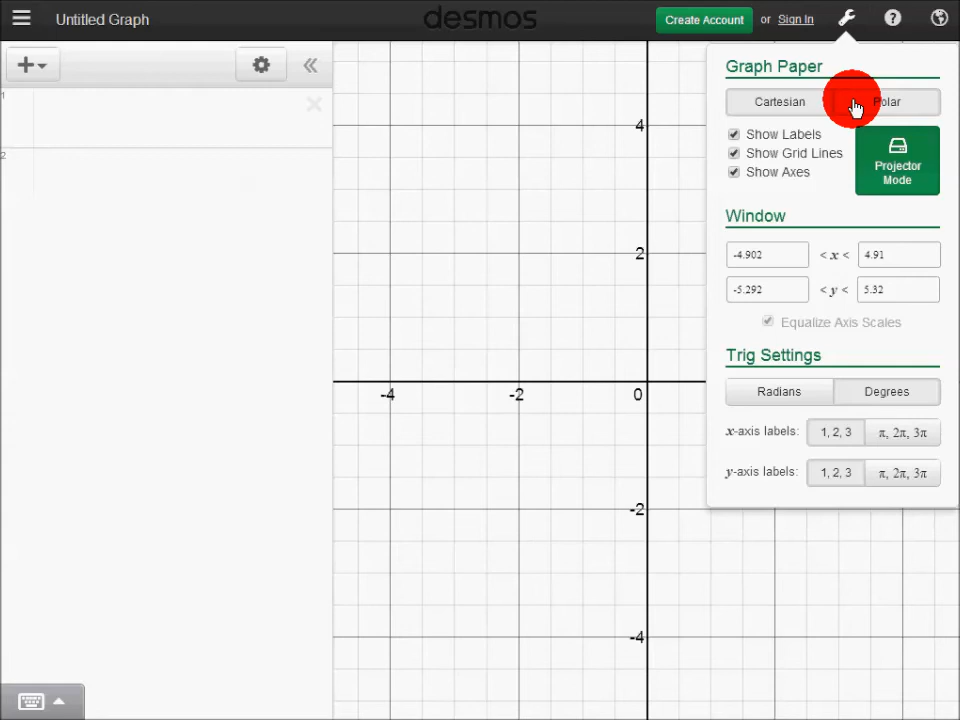 Untitled Graph
desmos
Create Account or Sign In
?
1
2
4
2
-4 -2 0
-2
-4
Graph Paper
Cartesian
Polar
Show Labels
Show Grid Lines
Show Axes
Projector
Mode
Window
-4.902 < x < 4.91
-5.292 < y < 5.32
Equalize Axis Scales
Trig Settings
Radians Degrees
x-axis labels: 1, 2, 3 π, 2π, 3π
y-axis labels: 1, 2, 3 π, 2π, 3π